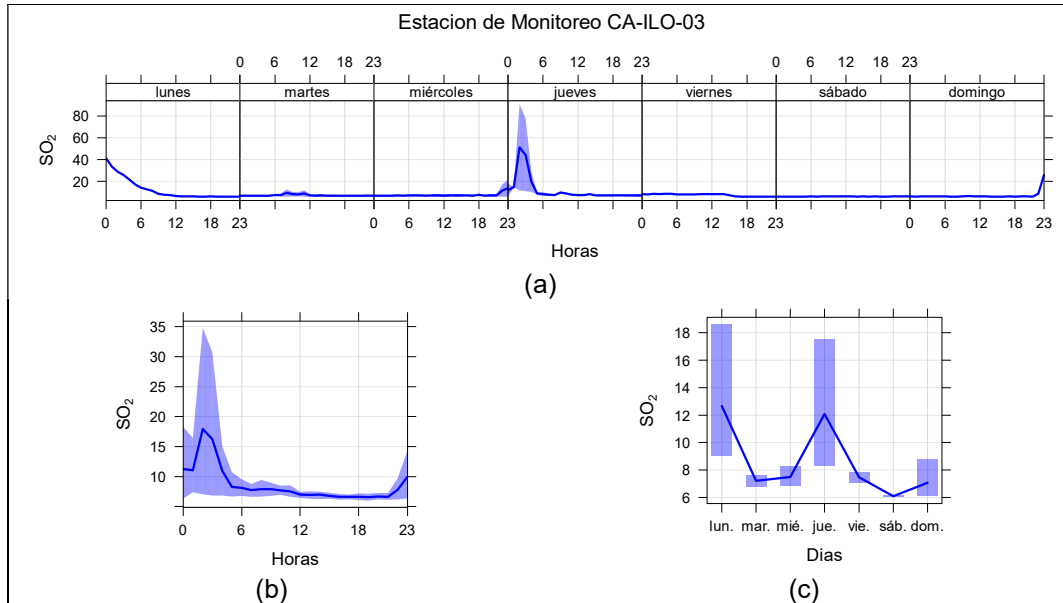 Estacion de Monitoreo CA-ILO-03
0 6 12 18 23 0 6 12 18 23 0 6 12 18 23
lunes martes miércoles jueves viernes sábado domingo
SO2
80
60
40
20
0 6 12 18 23 0 6 12 18 23 0 6 12 18 23 0 6 12 18 23
Horas
(a)
SO2
35
30
25
20
15
10
0 6 12 23
Horas
(b)
SO2
18
16
14
12
10
8
6
lun. mar. mié. jue. vie. sáb. dom.
Dias
(c)